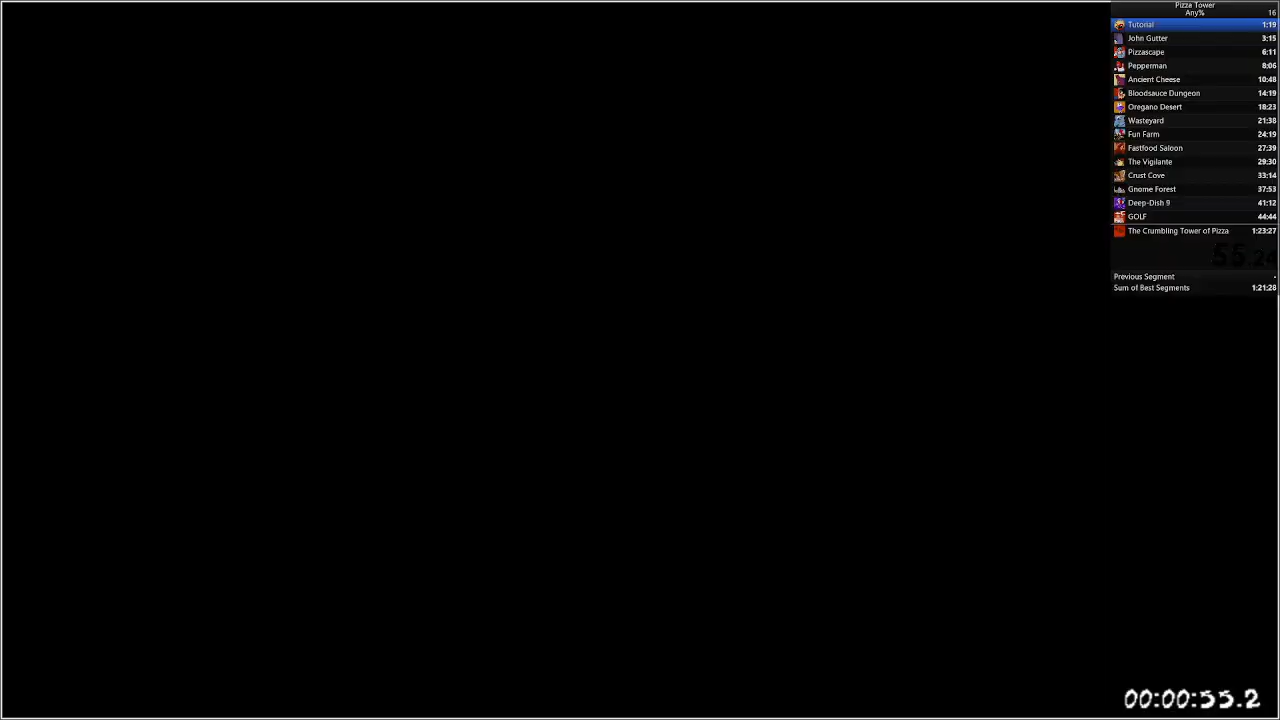 Pizza Tower
Any% 16
Tutorial 1:19
John Gutter 3:15
Pizzascape 6:11
Pepperman 8:06
Ancient Cheese 10:48
Bloodsauce Dungeon 14:19
Oregano Desert 18:23
Wasteyard 21:38
Fun Farm 24:19
Fastfood Saloon 27:39
The Vigilante 29:30
Crust Cove 33:14
Gnome Forest 37:53
Deep-Dish 9 41:12
GOLF 44:44
The Crumbling Tower of Pizza 1:23:27
55.24
Previous Segment -
Sum of Best Segments 1:21:28
00:00:55.2